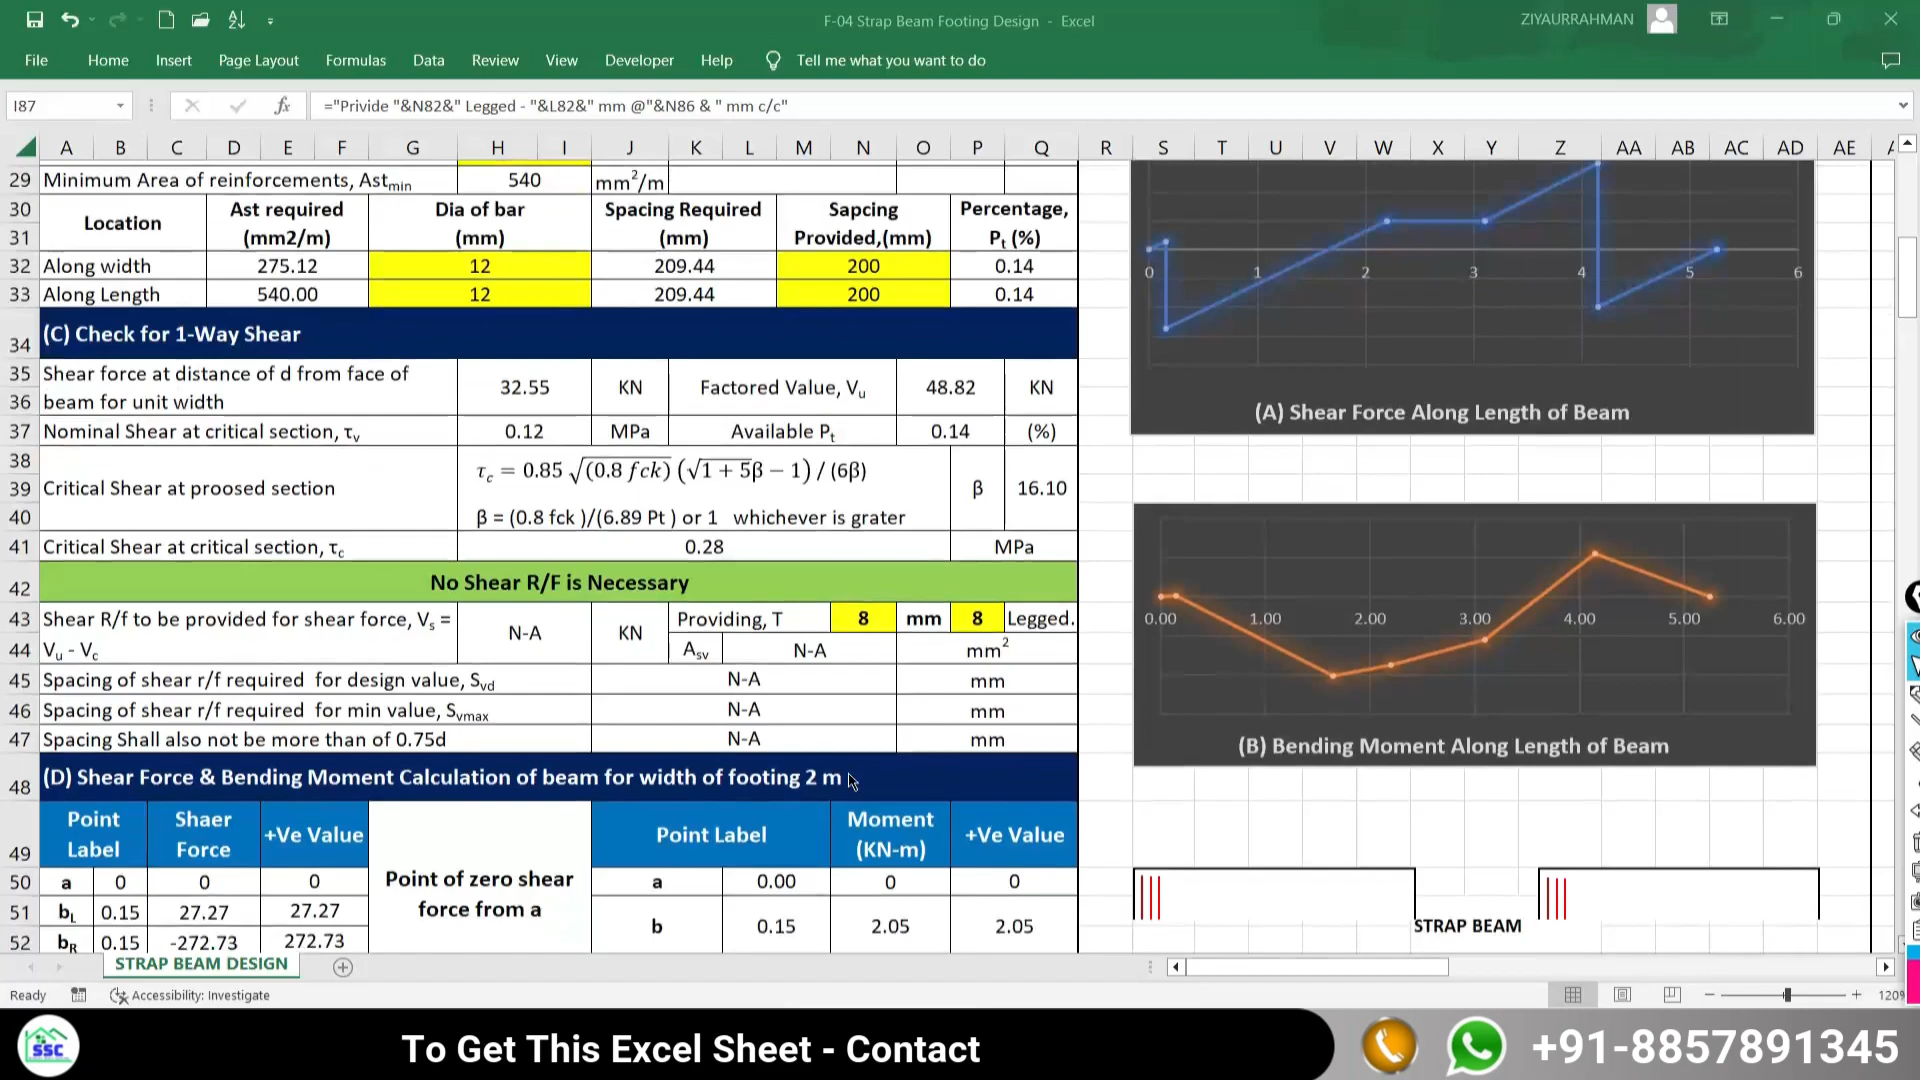 F-04 Strap Beam Footing Design - Excel
ZIYAURRAHMAN
File Home Insert Page Layout Formulas Data Review View Developer Help Tell me what you want to do
I87 fx ="Privide "&N82&" Legged - "&L82&" mm @"&N86 & " mm c/c"
A B C D E F G H I J K L M N O P Q R S T U V W X Y Z AA AB AC AD AE
29 Minimum Area of reinforcements, Astmin 540 mm²/m
30 Location Ast required Dia of bar Spacing Required Sapcing Percentage,
31 (mm2/m) (mm) (mm) Provided,(mm) Pt (%)
32 Along width 275.12 12 209.44 200 0.14
33 Along Length 540.00 12 209.44 200 0.14
34 (C) Check for 1-Way Shear
35 Shear force at distance of d from face of
36 beam for unit width 32.55 KN Factored Value, Vu 48.82 KN
37 Nominal Shear at critical section, τv 0.12 MPa Available Pt 0.14 (%)
38 τc = 0.85 √(0.8 fck) (√1 + 5β − 1) / (6β)
39 Critical Shear at proosed section β 16.10
40 β = (0.8 fck )/(6.89 Pt ) or 1 whichever is grater
41 Critical Shear at critical section, τc 0.28 MPa
42 No Shear R/F is Necessary
43 Shear R/f to be provided for shear force, Vs = N-A KN Providing, T 8 mm 8 Legged.
44 Vu - Vc Asv N-A mm²
45 Spacing of shear r/f required for design value, Svd N-A mm
46 Spacing of shear r/f required for min value, Svmax N-A mm
47 Spacing Shall also not be more than of 0.75d N-A mm
48 (D) Shear Force & Bending Moment Calculation of beam for width of footing 2 m
49 Point Label Shaer Force +Ve Value Point Label Moment (KN-m) +Ve Value
50 a 0 0 0 Point of zero shear a 0.00 0 0
51 bL 0.15 27.27 27.27 force from a b 0.15 2.05 2.05
52 bR 0.15 -272.73 272.73
0 1 2 3 4 5 6
(A) Shear Force Along Length of Beam
0.00 1.00 2.00 3.00 4.00 5.00 6.00
(B) Bending Moment Along Length of Beam
STRAP BEAM
STRAP BEAM DESIGN
Ready Accessibility: Investigate 120%
SSC
To Get This Excel Sheet - Contact
+91-8857891345